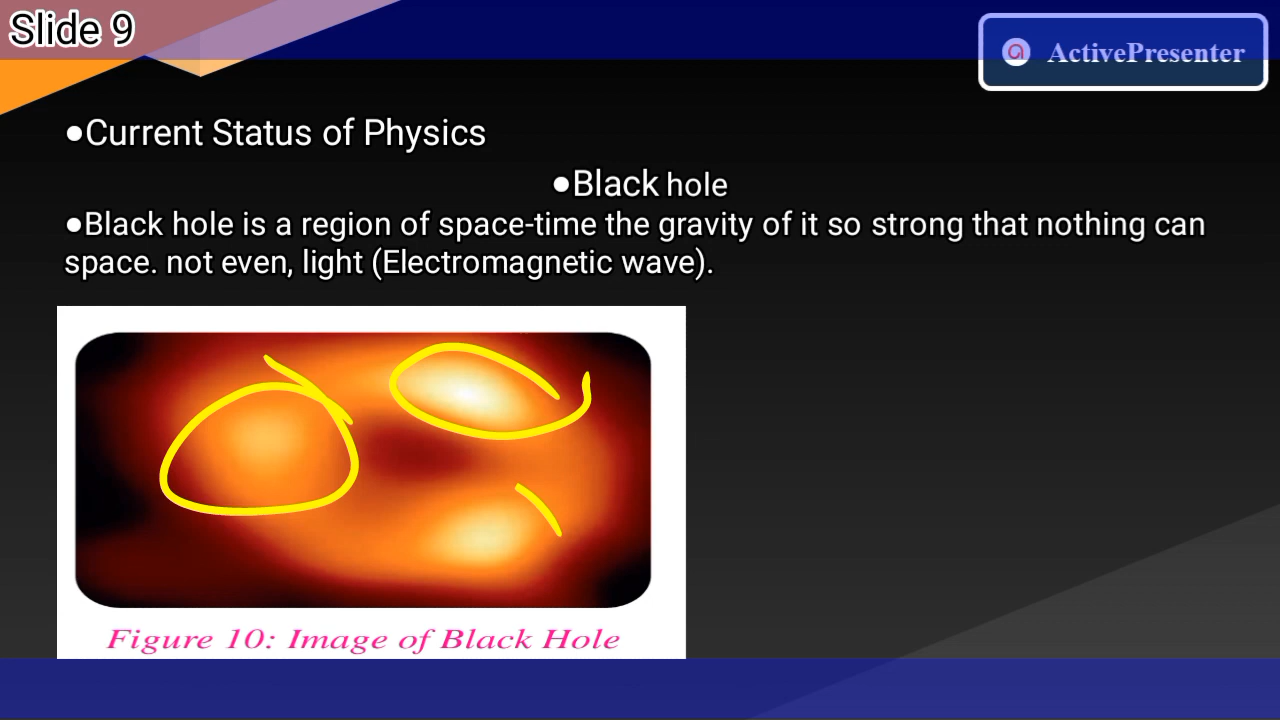 Slide 9
ActivePresenter
●Current Status of Physics
●Black hole
●Black hole is a region of space-time the gravity of it so strong that nothing can
space. not even, light (Electromagnetic wave).
Figure 10: Image of Black Hole